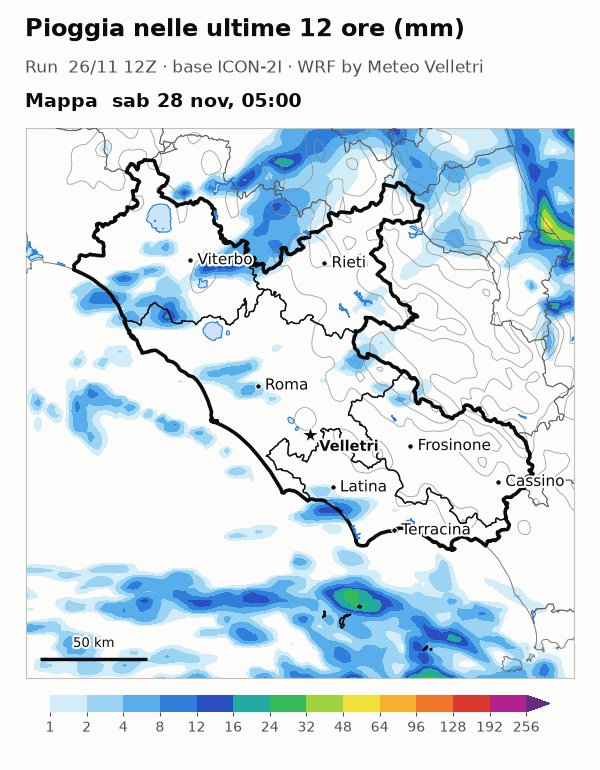 Pioggia nelle ultime 12 ore (mm)
Run  26/11 12Z · base ICON-2I · WRF by Meteo Velletri
Mappa  sab 28 nov, 05:00
Viterbo
Rieti
Roma
Velletri
Frosinone
Latina
Cassino
Terracina
50 km
1 2 4 8 12 16 24 32 48 64 96 128 192 256